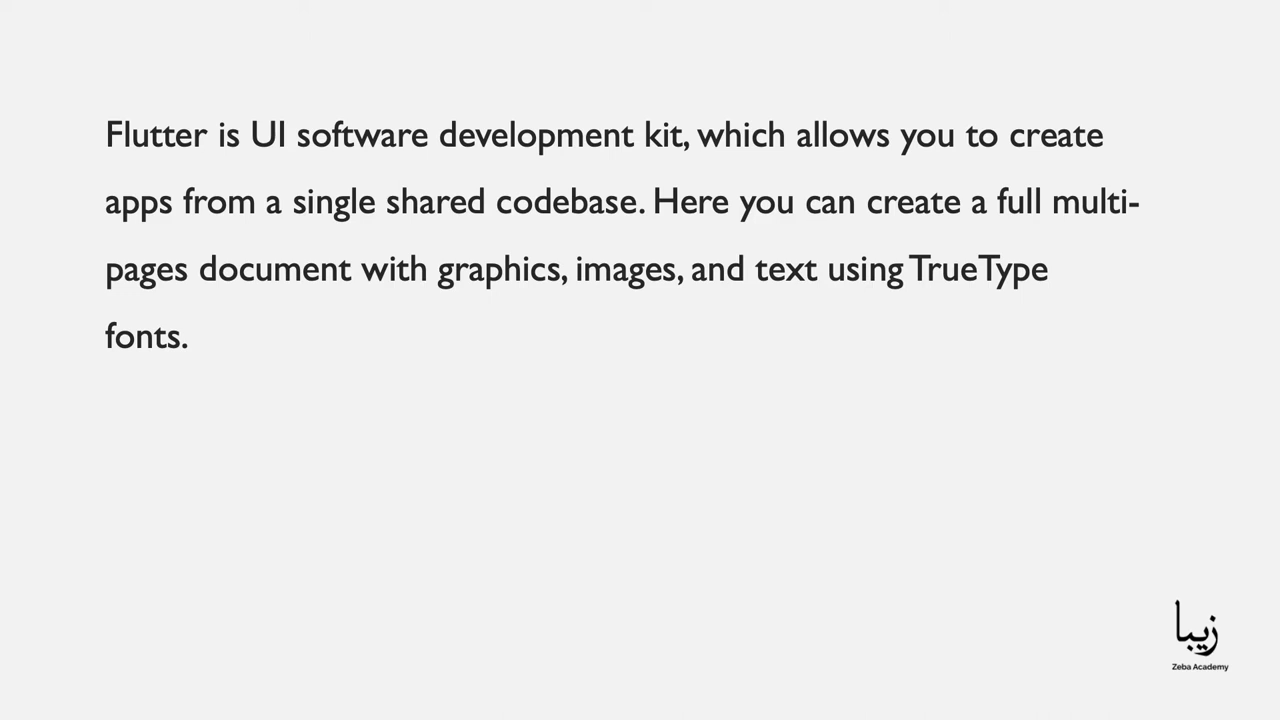 Flutter is UI software development kit, which allows you to create
apps from a single shared codebase. Here you can create a full multi-
pages document with graphics, images, and text using TrueType
fonts.
زیبا
Zeba Academy